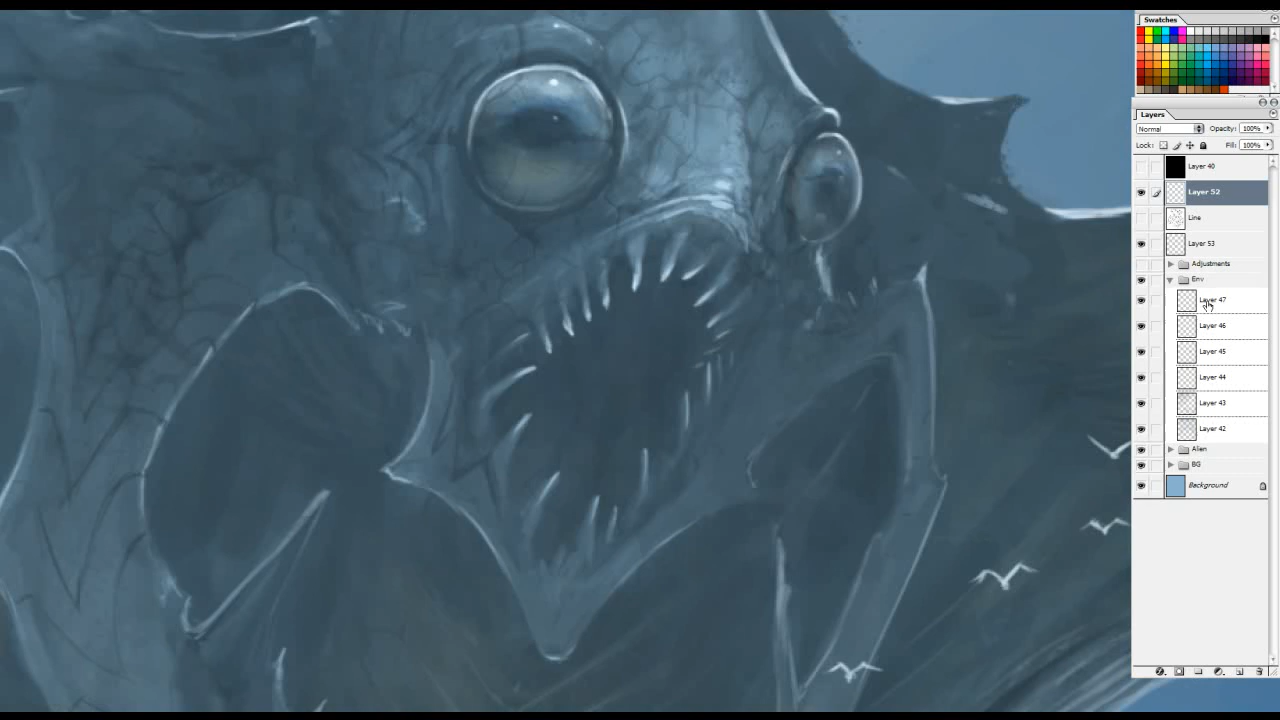 Swatches
Layers
Normal Opacity: 100%
Lock: Fill: 100%
Layer 40
Layer 52
Line
Layer 53
Adjustments
Env
Layer 47
Layer 46
Layer 45
Layer 44
Layer 43
Layer 42
Alien
BG
Background